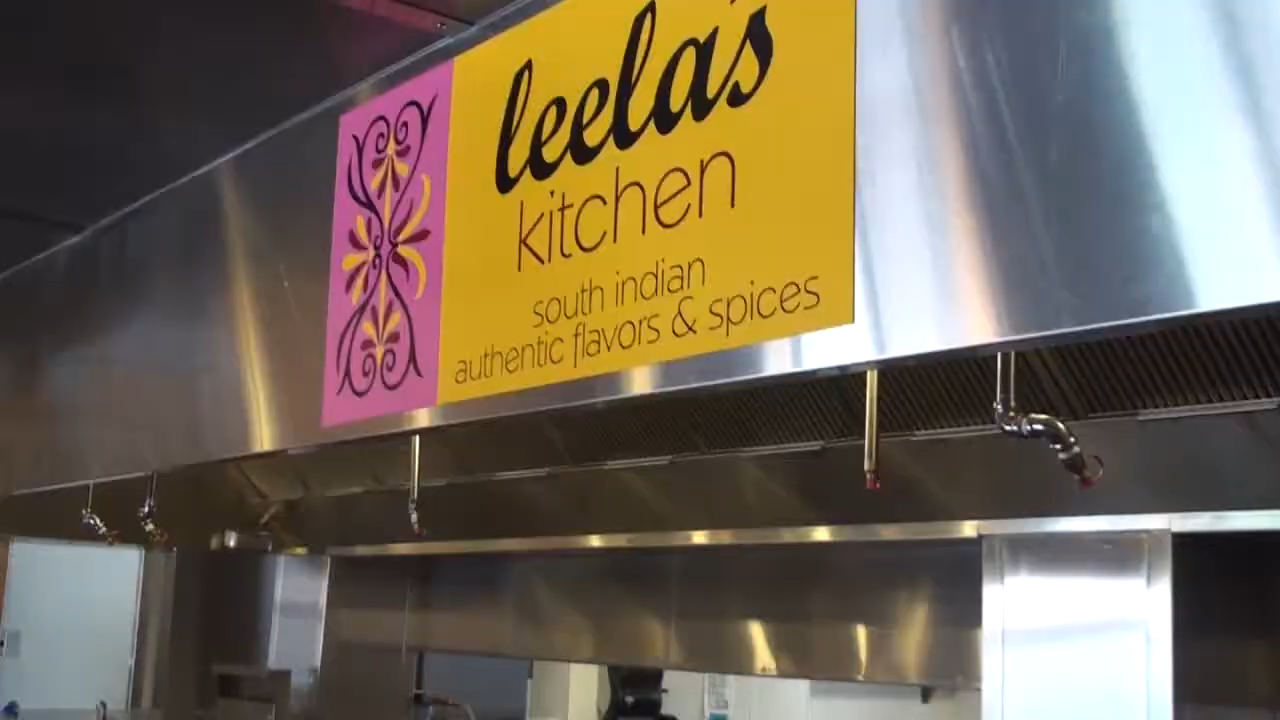 leela's
kitchen
south indian
authentic flavors & spices